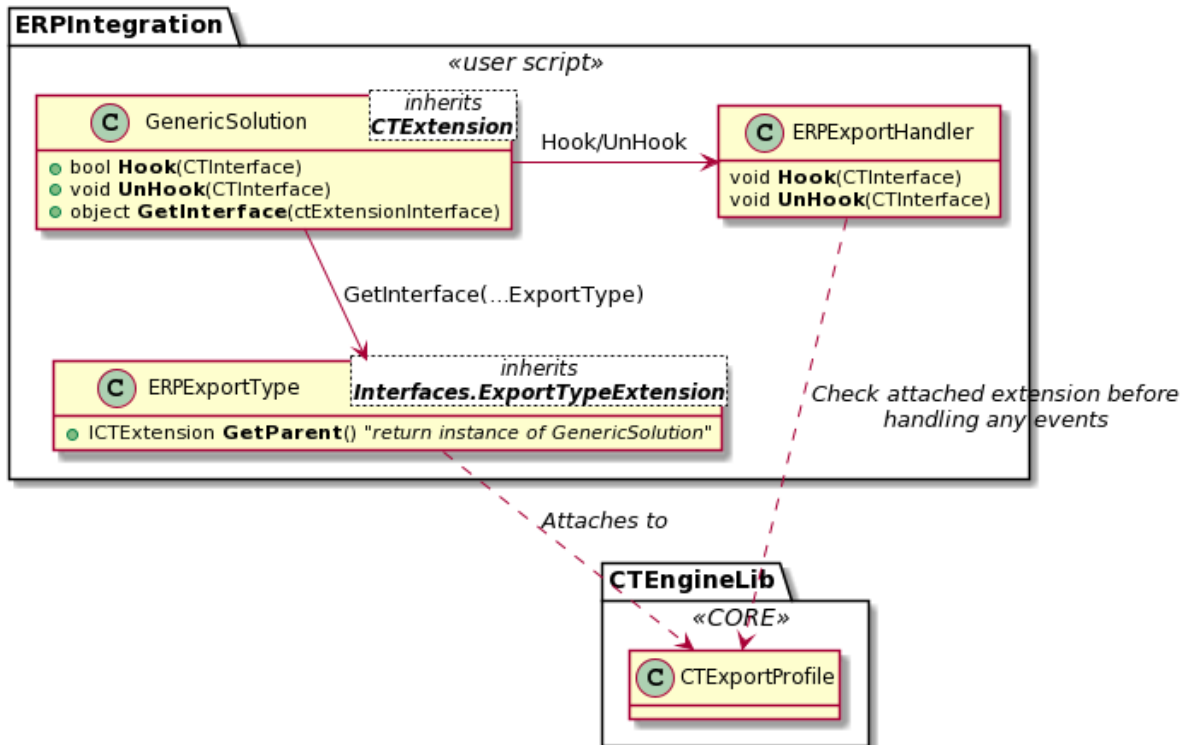 ERPIntegration
«user script»
C GenericSolution
inherits
CTExtension
bool Hook(CTInterface)
void UnHook(CTInterface)
object GetInterface(ctExtensionInterface)
Hook/UnHook
C ERPExportHandler
void Hook(CTInterface)
void UnHook(CTInterface)
GetInterface(...ExportType)
C ERPExportType
inherits
Interfaces.ExportTypeExtension
ICTExtension GetParent() "return instance of GenericSolution"
Check attached extension before
handling any events
Attaches to
CTEngineLib
«CORE»
C CTExportProfile